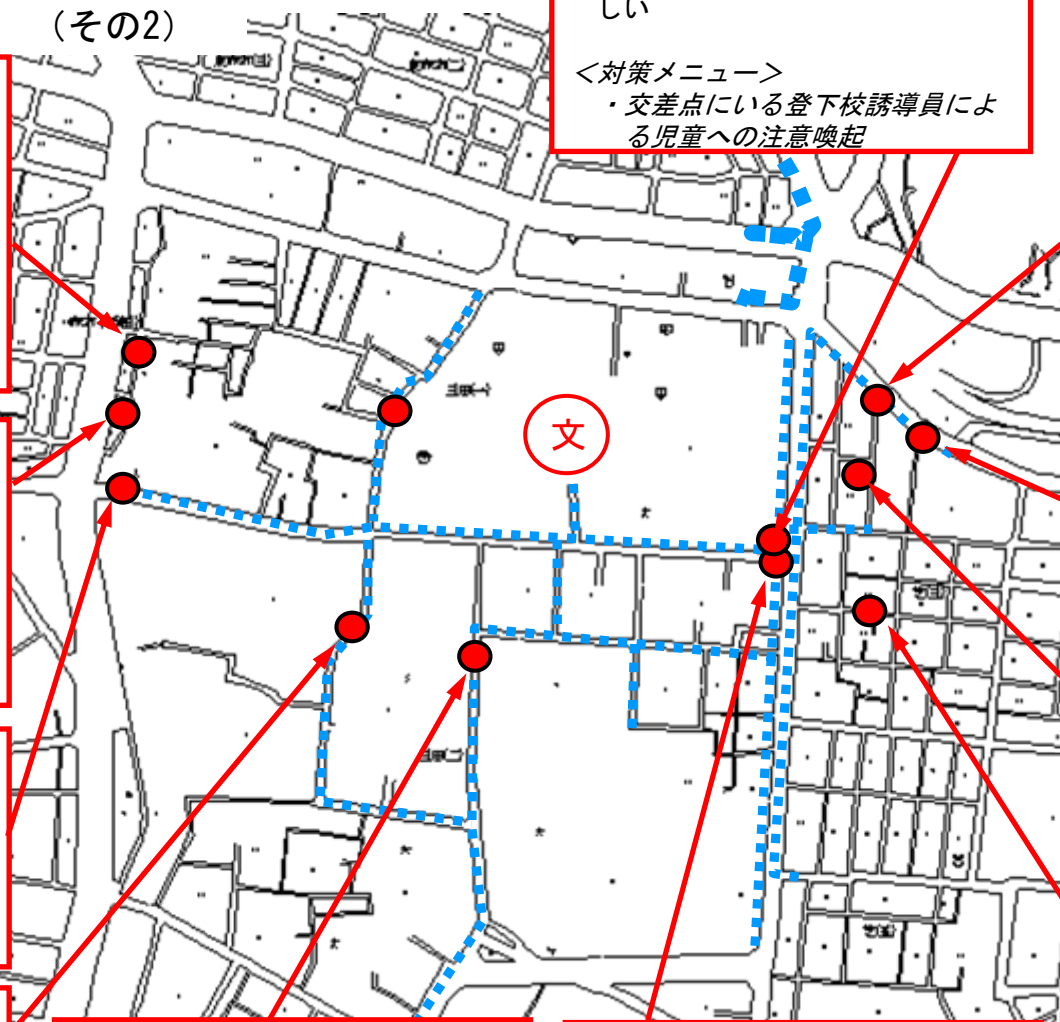 （その2）
しい
＜対策メニュー＞
・交差点にいる登下校誘導員によ
る児童への注意喚起
文